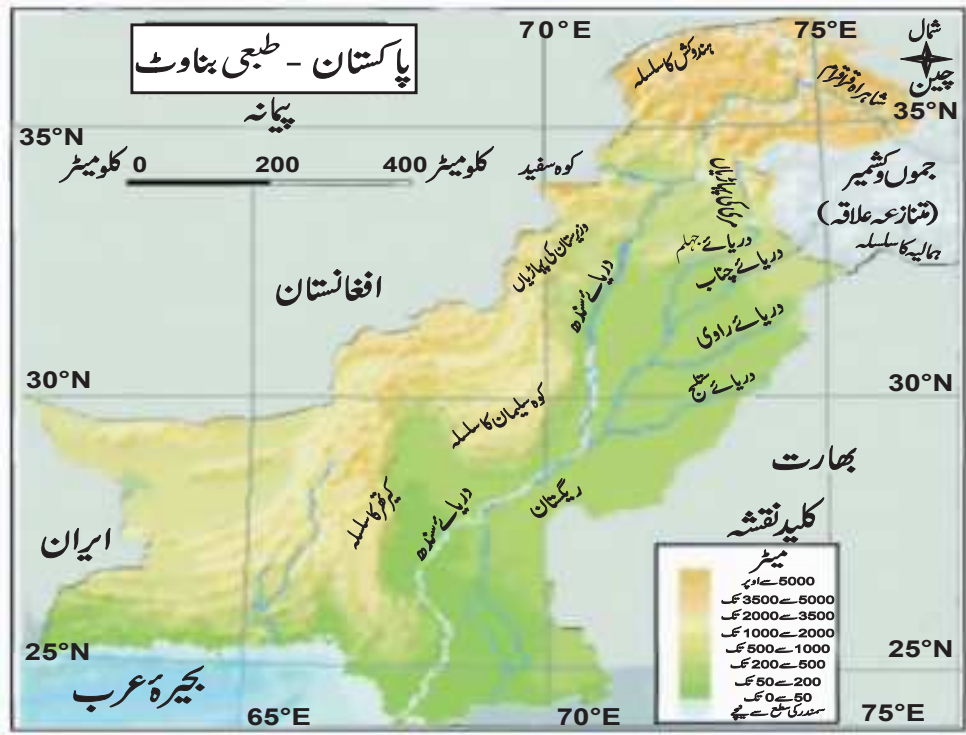 پاکستان - طبعی بناوٹ
پیمانہ
کلومیٹر 0 200 400 کلومیٹر
70°E
75°E
شمال
چین
35°N
35°N
ہندوکش کا سلسلہ
شاہراہ قراقرم
کوہ سفید
مری کی پہاڑیاں
جموں و کشمیر
(متنازعہ علاقہ)
ہمالیہ کا سلسلہ
وزیرستان کی پہاڑیاں
دریائے جہلم
دریائے چناب
افغانستان
دریائے سندھ
دریائے راوی
30°N
30°N
دریائے ستلج
کوہ سلیمان کا سلسلہ
بھارت
ایران
کیرتھر کا سلسلہ
دریائے سندھ
ریگستان
کلید نقشہ
میٹر
5000 سے اوپر
3500 سے 5000 تک
2000 سے 3500 تک
1000 سے 2000 تک
500 سے 1000 تک
200 سے 500 تک
50 سے 200 تک
0 سے 50 تک
سمندر کی سطح سے نیچے
25°N
25°N
بحیرۂ عرب
65°E
70°E
75°E